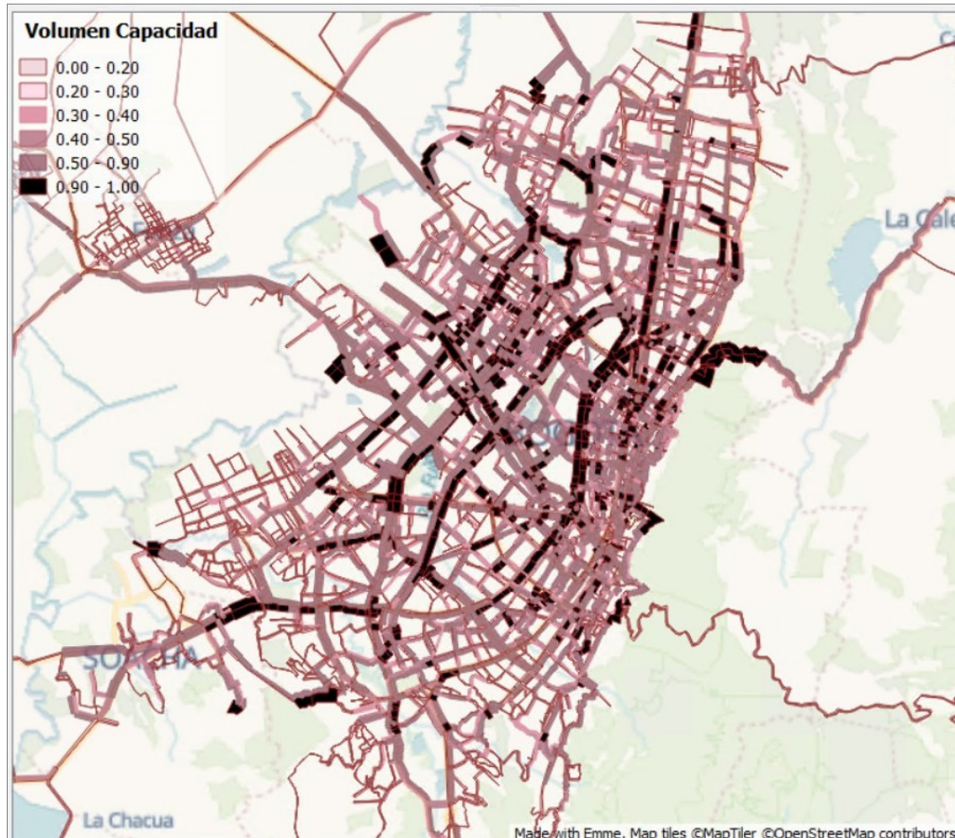 Volumen Capacidad
0.00 - 0.20
0.20 - 0.30
0.30 - 0.40
0.40 - 0.50
0.50 - 0.90
0.90 - 1.00
La Cale
SOACHA
La Chacua
Made with Emme. Map tiles ©MapTiler ©OpenStreetMap contributors